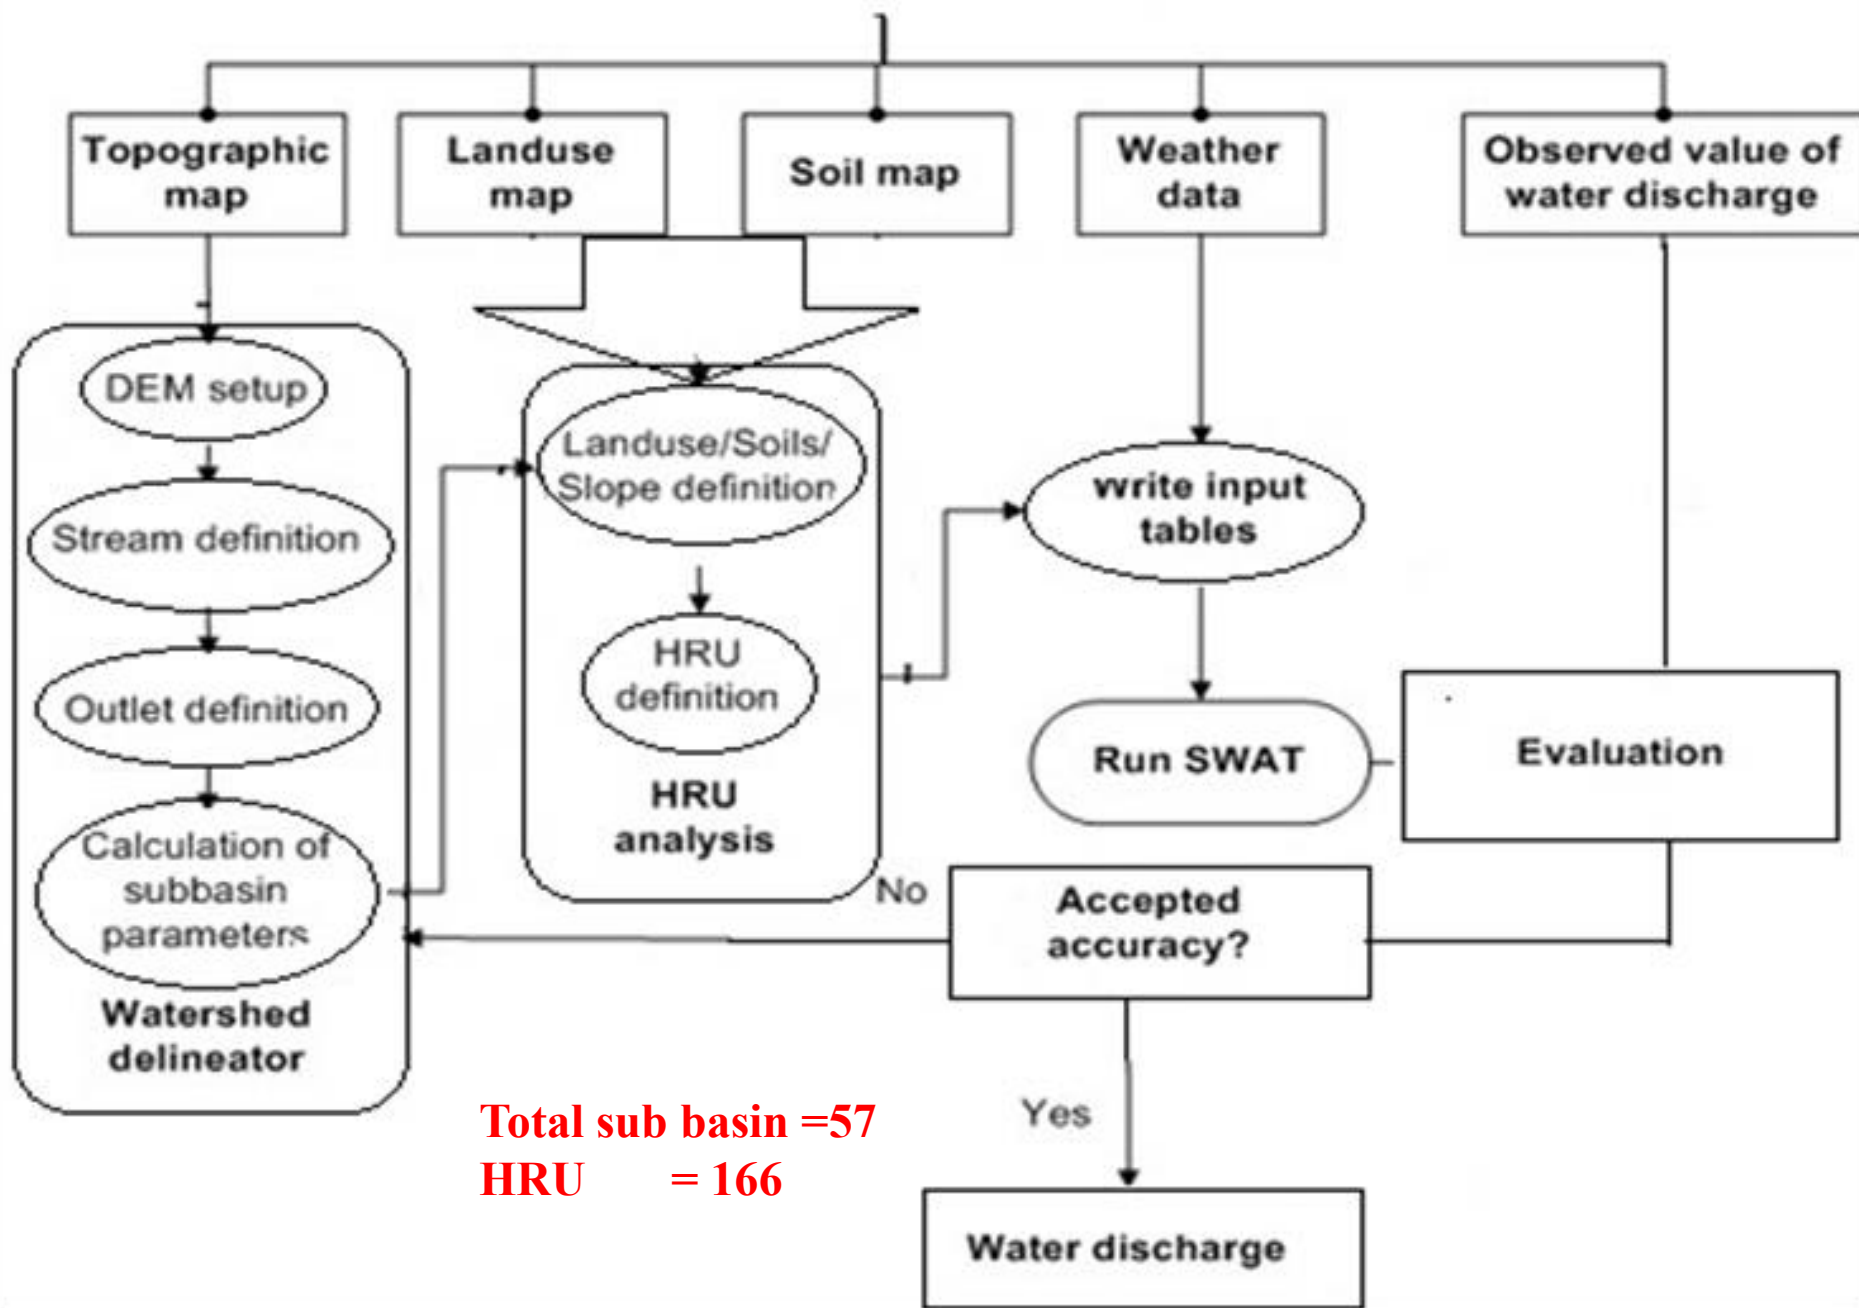 Topographic
map
Landuse
map
Soil map
Weather
data
Observed value of
water discharge
DEM setup
Stream definition
Outlet definition
Calculation of
subbasin
parameters
Watershed
delineator
Landuse/Soils/
Slope definition
HRU
definition
HRU
analysis
Write input
tables
Run SWAT
Evaluation
No
Accepted
accuracy?
Yes
Water discharge
Total sub basin =57
HRU = 166